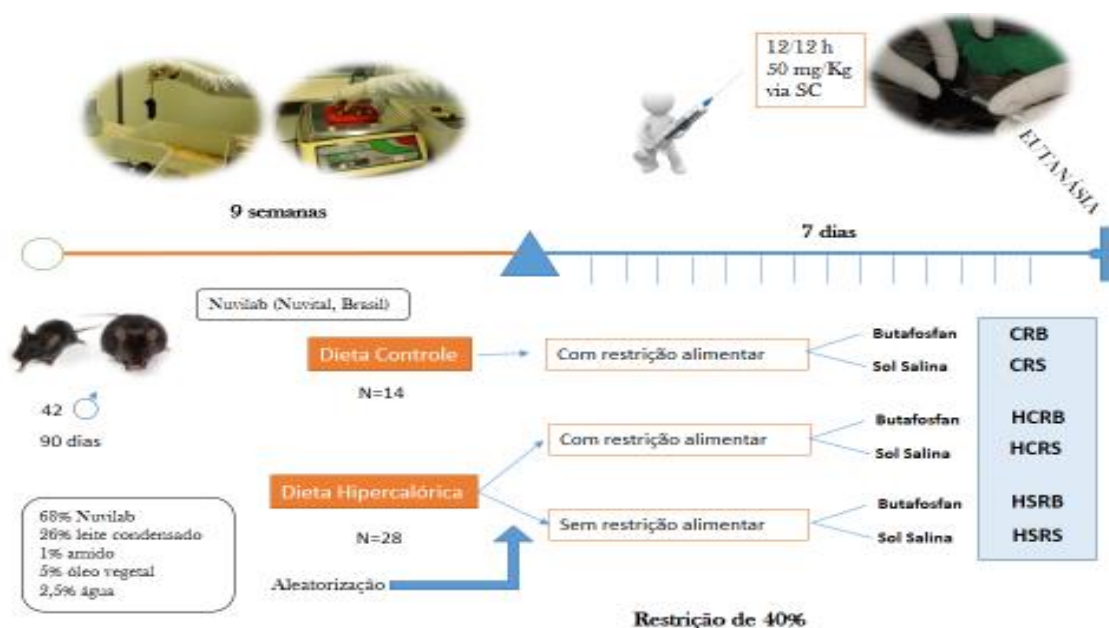 12/12 h
50 mg/Kg
via SC
EUTANÁSIA
9 semanas
7 dias
Nuvilab (Nuvital, Brasil)
Dieta Controle
N=14
Com restrição alimentar
Butafosfan
Sol Salina
CRB
CRS
42
90 dias
Dieta Hipercalórica
N=28
Com restrição alimentar
Butafosfan
Sol Salina
HCRB
HCRS
Sem restrição alimentar
Butafosfan
Sol Salina
HSRB
HSRS
68% Nuvilab
26% leite condensado
1% amido
5% óleo vegetal
2,5% água
Aleatorização
Restrição de 40%